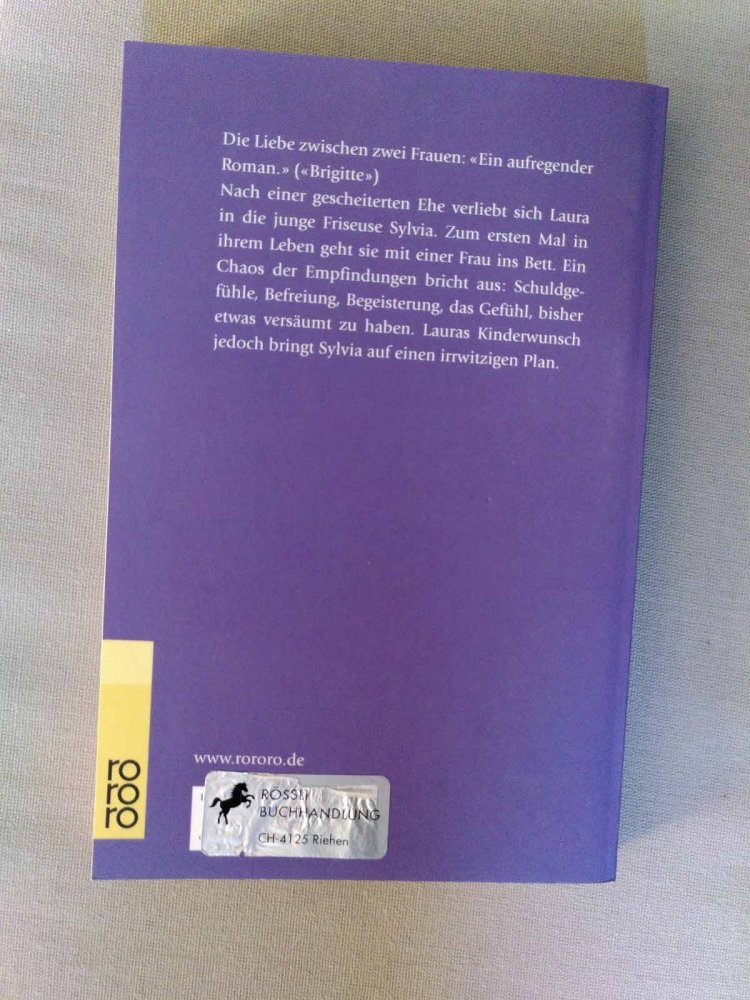 Die Liebe zwischen zwei Frauen: «Ein aufregender
Roman.» («Brigitte»)
Nach einer gescheiterten Ehe verliebt sich Laura
in die junge Friseuse Sylvia. Zum ersten Mal in
ihrem Leben geht sie mit einer Frau ins Bett. Ein
Chaos der Empfindungen bricht aus: Schuldge-
fühle, Befreiung, Begeisterung, das Gefühl, bisher
etwas versäumt zu haben. Lauras Kinderwunsch
jedoch bringt Sylvia auf einen irrwitzigen Plan.
ro
ro
ro
www.rororo.de
RÖSSLI
BUCHHANDLUNG
CH-4125 Riehen